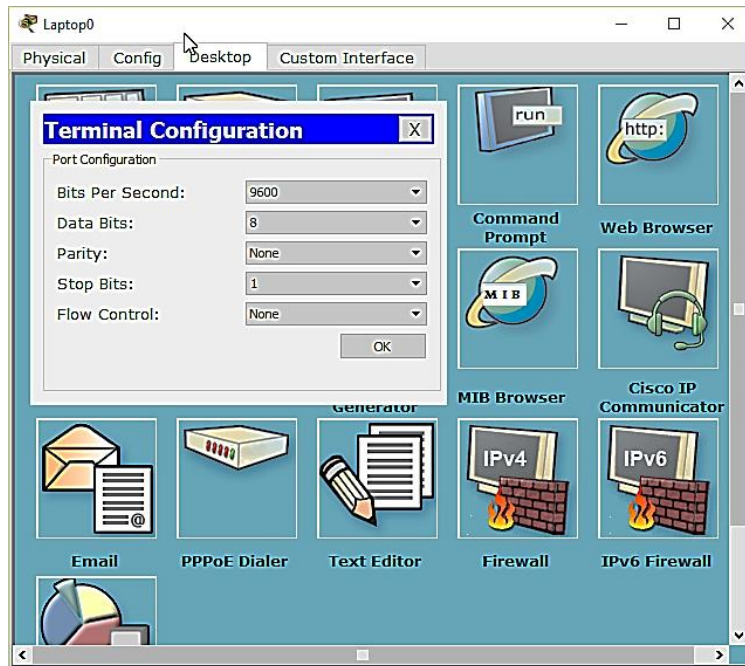 Laptop0
Physical Config Desktop Custom Interface
Terminal Configuration X
Port Configuration
Bits Per Second: 9600
Data Bits: 8
Parity: None
Stop Bits: 1
Flow Control: None
OK
run
http:
Command
Prompt
Web Browser
MIB
Generator
MIB Browser
Cisco IP
Communicator
@
IPv4
IPv6
Email
PPPoE Dialer
Text Editor
Firewall
IPv6 Firewall